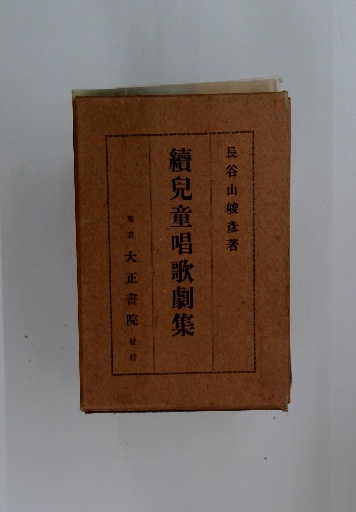 長谷山峻彦著
續兒童唱歌劇集
東京 大正書院 發行